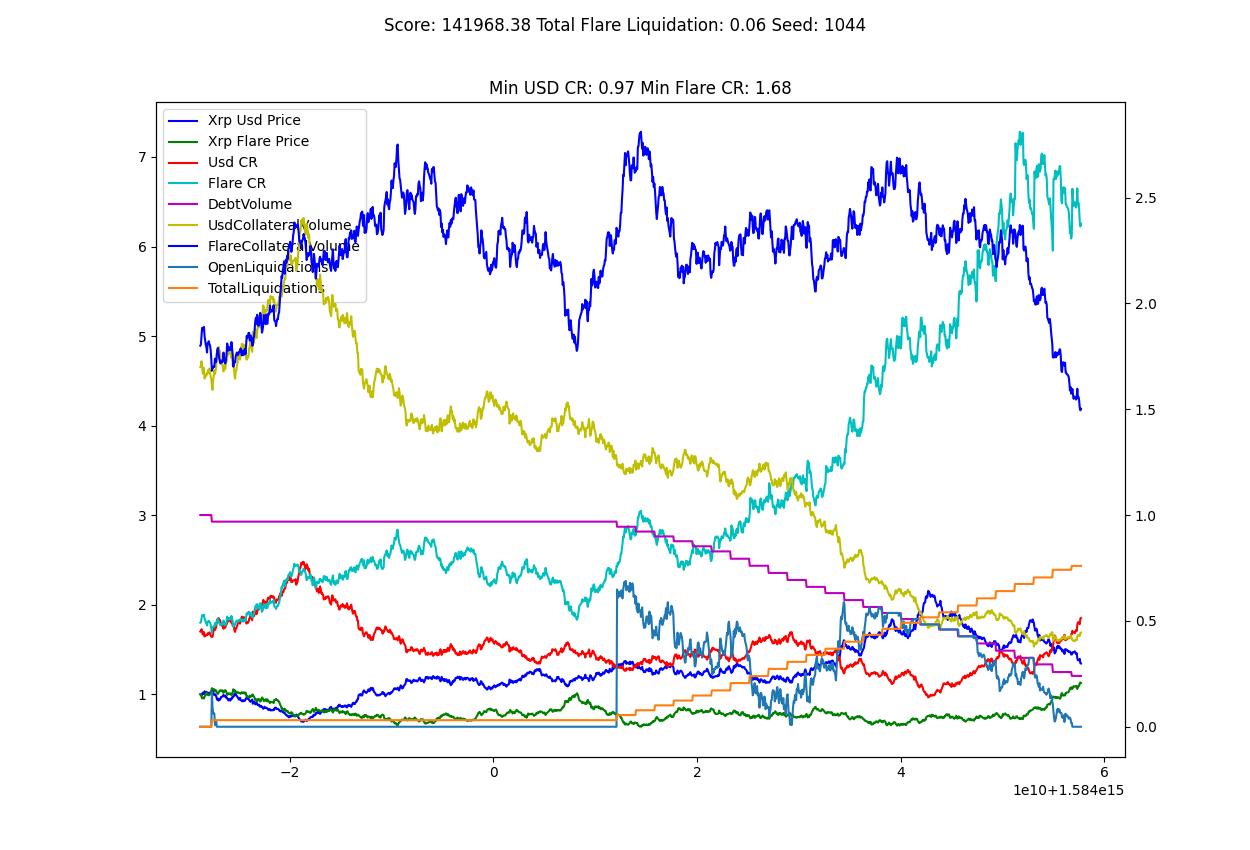 Score: 141968.38 Total Flare Liquidation: 0.06 Seed: 1044
Min USD CR: 0.97 Min Flare CR: 1.68
Xrp Usd Price
Xrp Flare Price
Usd CR
Flare CR
DebtVolume
UsdCollateralVolume
FlareCollateralVolume
OpenLiquidations
TotalLiquidations
7
6
5
4
3
2
1
2.5
2.0
1.5
1.0
0.5
0.0
−2 0 2 4 6
1e10+1.584e15